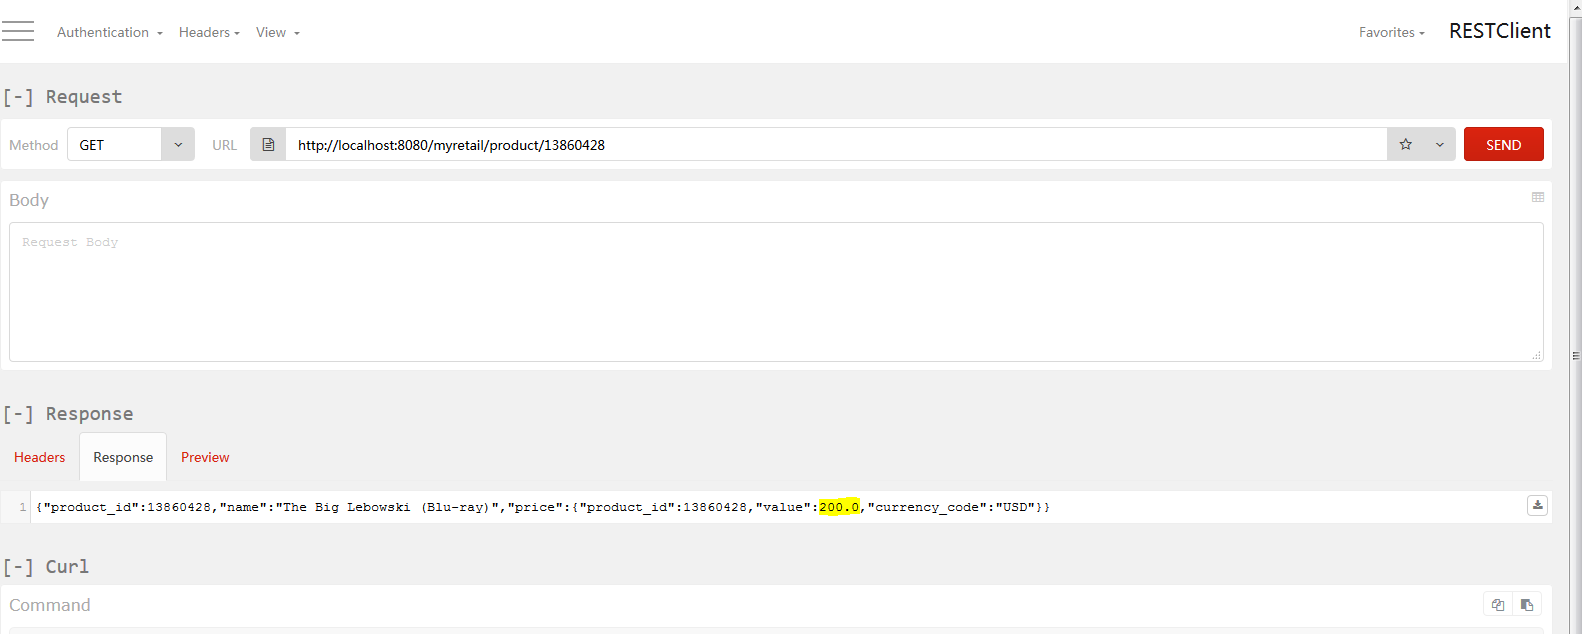 Authentication Headers View Favorites RESTClient
[-] Request
Method GET URL http://localhost:8080/myretail/product/13860428 SEND
Body
Request Body
[-] Response
Headers Response Preview
1 {"product_id":13860428,"name":"The Big Lebowski (Blu-ray)","price":{"product_id":13860428,"value":200.0,"currency_code":"USD"}}
[-] Curl
Command